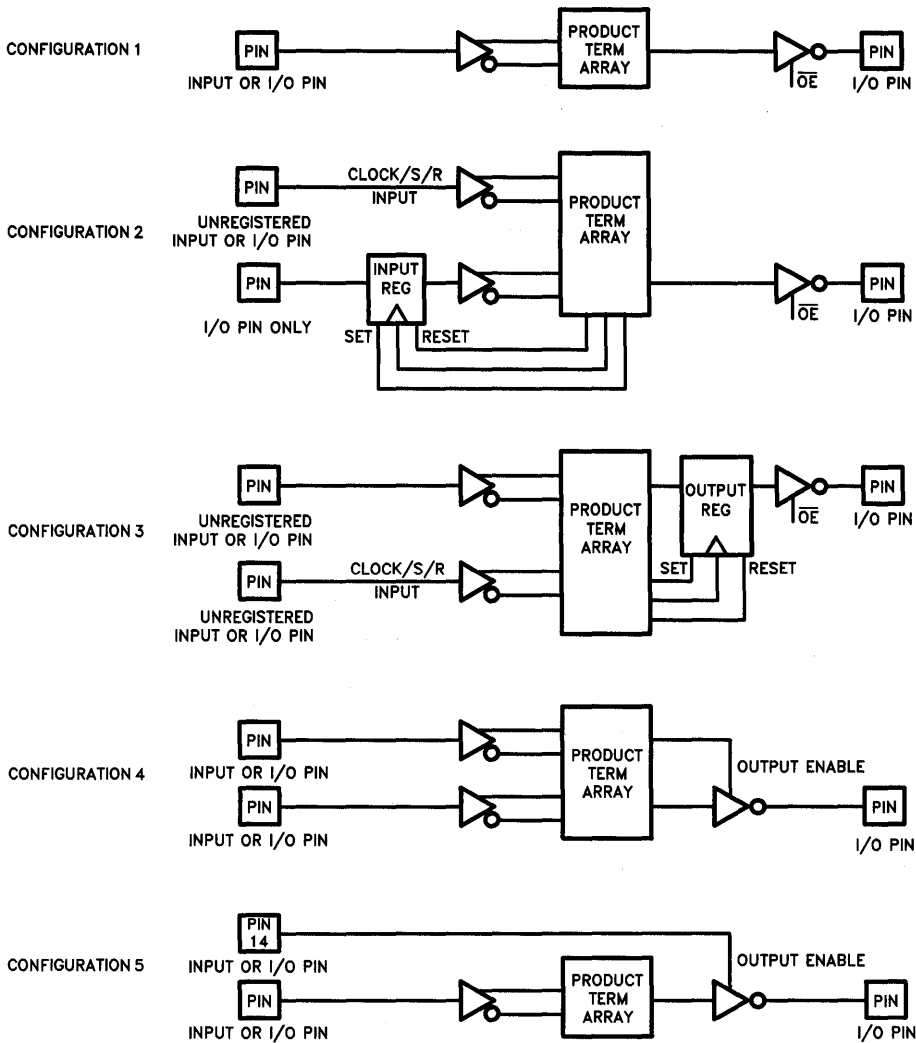 CONFIGURATION 1
PIN
INPUT OR I/O PIN
PRODUCT
TERM
ARRAY
OE
PIN
I/O PIN
CONFIGURATION 2
PIN
UNREGISTERED
INPUT OR I/O PIN
CLOCK/S/R
INPUT
PIN
I/O PIN ONLY
INPUT
REG
SET
RESET
PRODUCT
TERM
ARRAY
OE
PIN
I/O PIN
CONFIGURATION 3
PIN
UNREGISTERED
INPUT OR I/O PIN
PIN
UNREGISTERED
INPUT OR I/O PIN
CLOCK/S/R
INPUT
PRODUCT
TERM
ARRAY
OUTPUT
REG
SET
RESET
OE
PIN
I/O PIN
CONFIGURATION 4
PIN
INPUT OR I/O PIN
PIN
INPUT OR I/O PIN
PRODUCT
TERM
ARRAY
OUTPUT ENABLE
PIN
I/O PIN
CONFIGURATION 5
PIN
14
INPUT OR I/O PIN
PIN
INPUT OR I/O PIN
PRODUCT
TERM
ARRAY
OUTPUT ENABLE
PIN
I/O PIN